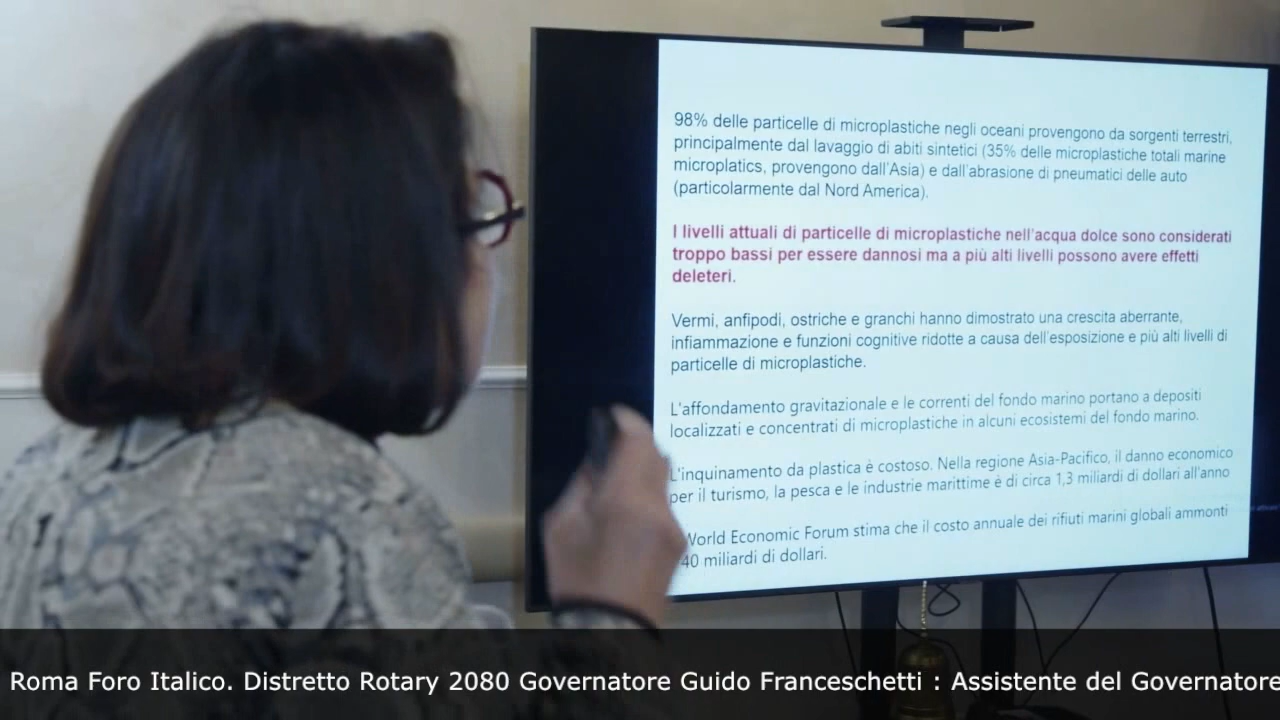 98% delle particelle di microplastiche negli oceani provengono da sorgenti terrestri,
principalmente dal lavaggio di abiti sintetici (35% delle microplastiche totali marine
microplatics, provengono dall'Asia) e dall'abrasione di pneumatici delle auto
(particolarmente dal Nord America).
I livelli attuali di particelle di microplastiche nell'acqua dolce sono considerati
troppo bassi per essere dannosi ma a più alti livelli possono avere effetti
deleteri.
Vermi, anfipodi, ostriche e granchi hanno dimostrato una crescita aberrante,
infiammazione e funzioni cognitive ridotte a causa dell'esposizione e più alti livelli di
particelle di microplastiche.
L'affondamento gravitazionale e le correnti del fondo marino portano a depositi
localizzati e concentrati di microplastiche in alcuni ecosistemi del fondo marino.
L'inquinamento da plastica è costoso. Nella regione Asia-Pacifico, il danno economico
per il turismo, la pesca e le industrie marittime è di circa 1,3 miliardi di dollari all'anno
World Economic Forum stima che il costo annuale dei rifiuti marini globali ammonti
40 miliardi di dollari.
Roma Foro Italico. Distretto Rotary 2080 Governatore Guido Franceschetti : Assistente del Governatore